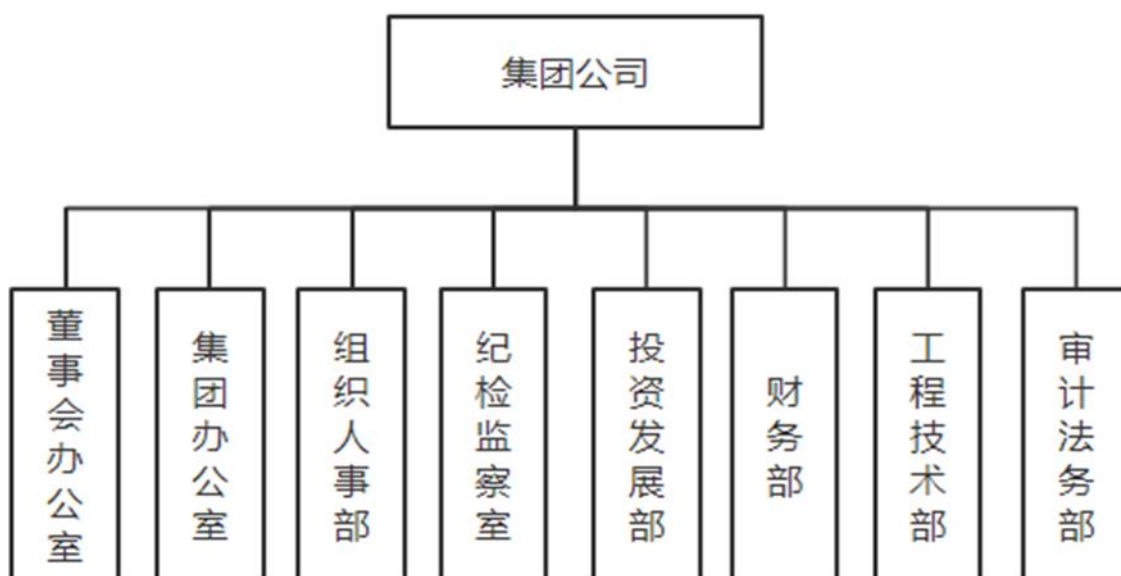 集团公司
董事会办公室
集团办公室
组织人事部
纪检监察室
投资发展部
财务部
工程技术部
审计法务部